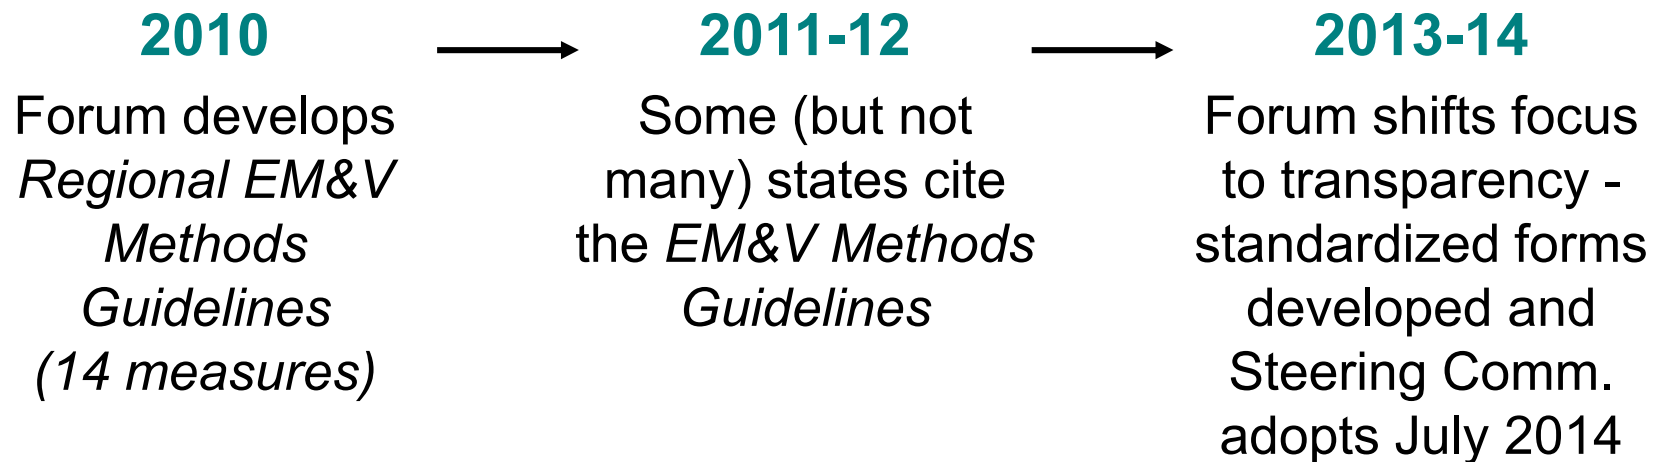 2010
Forum develops
Regional EM&V
Methods
Guidelines
(14 measures)
2011-12
Some (but not
many) states cite
the EM&V Methods
Guidelines
2013-14
Forum shifts focus
to transparency -
standardized forms
developed and
Steering Comm.
adopts July 2014